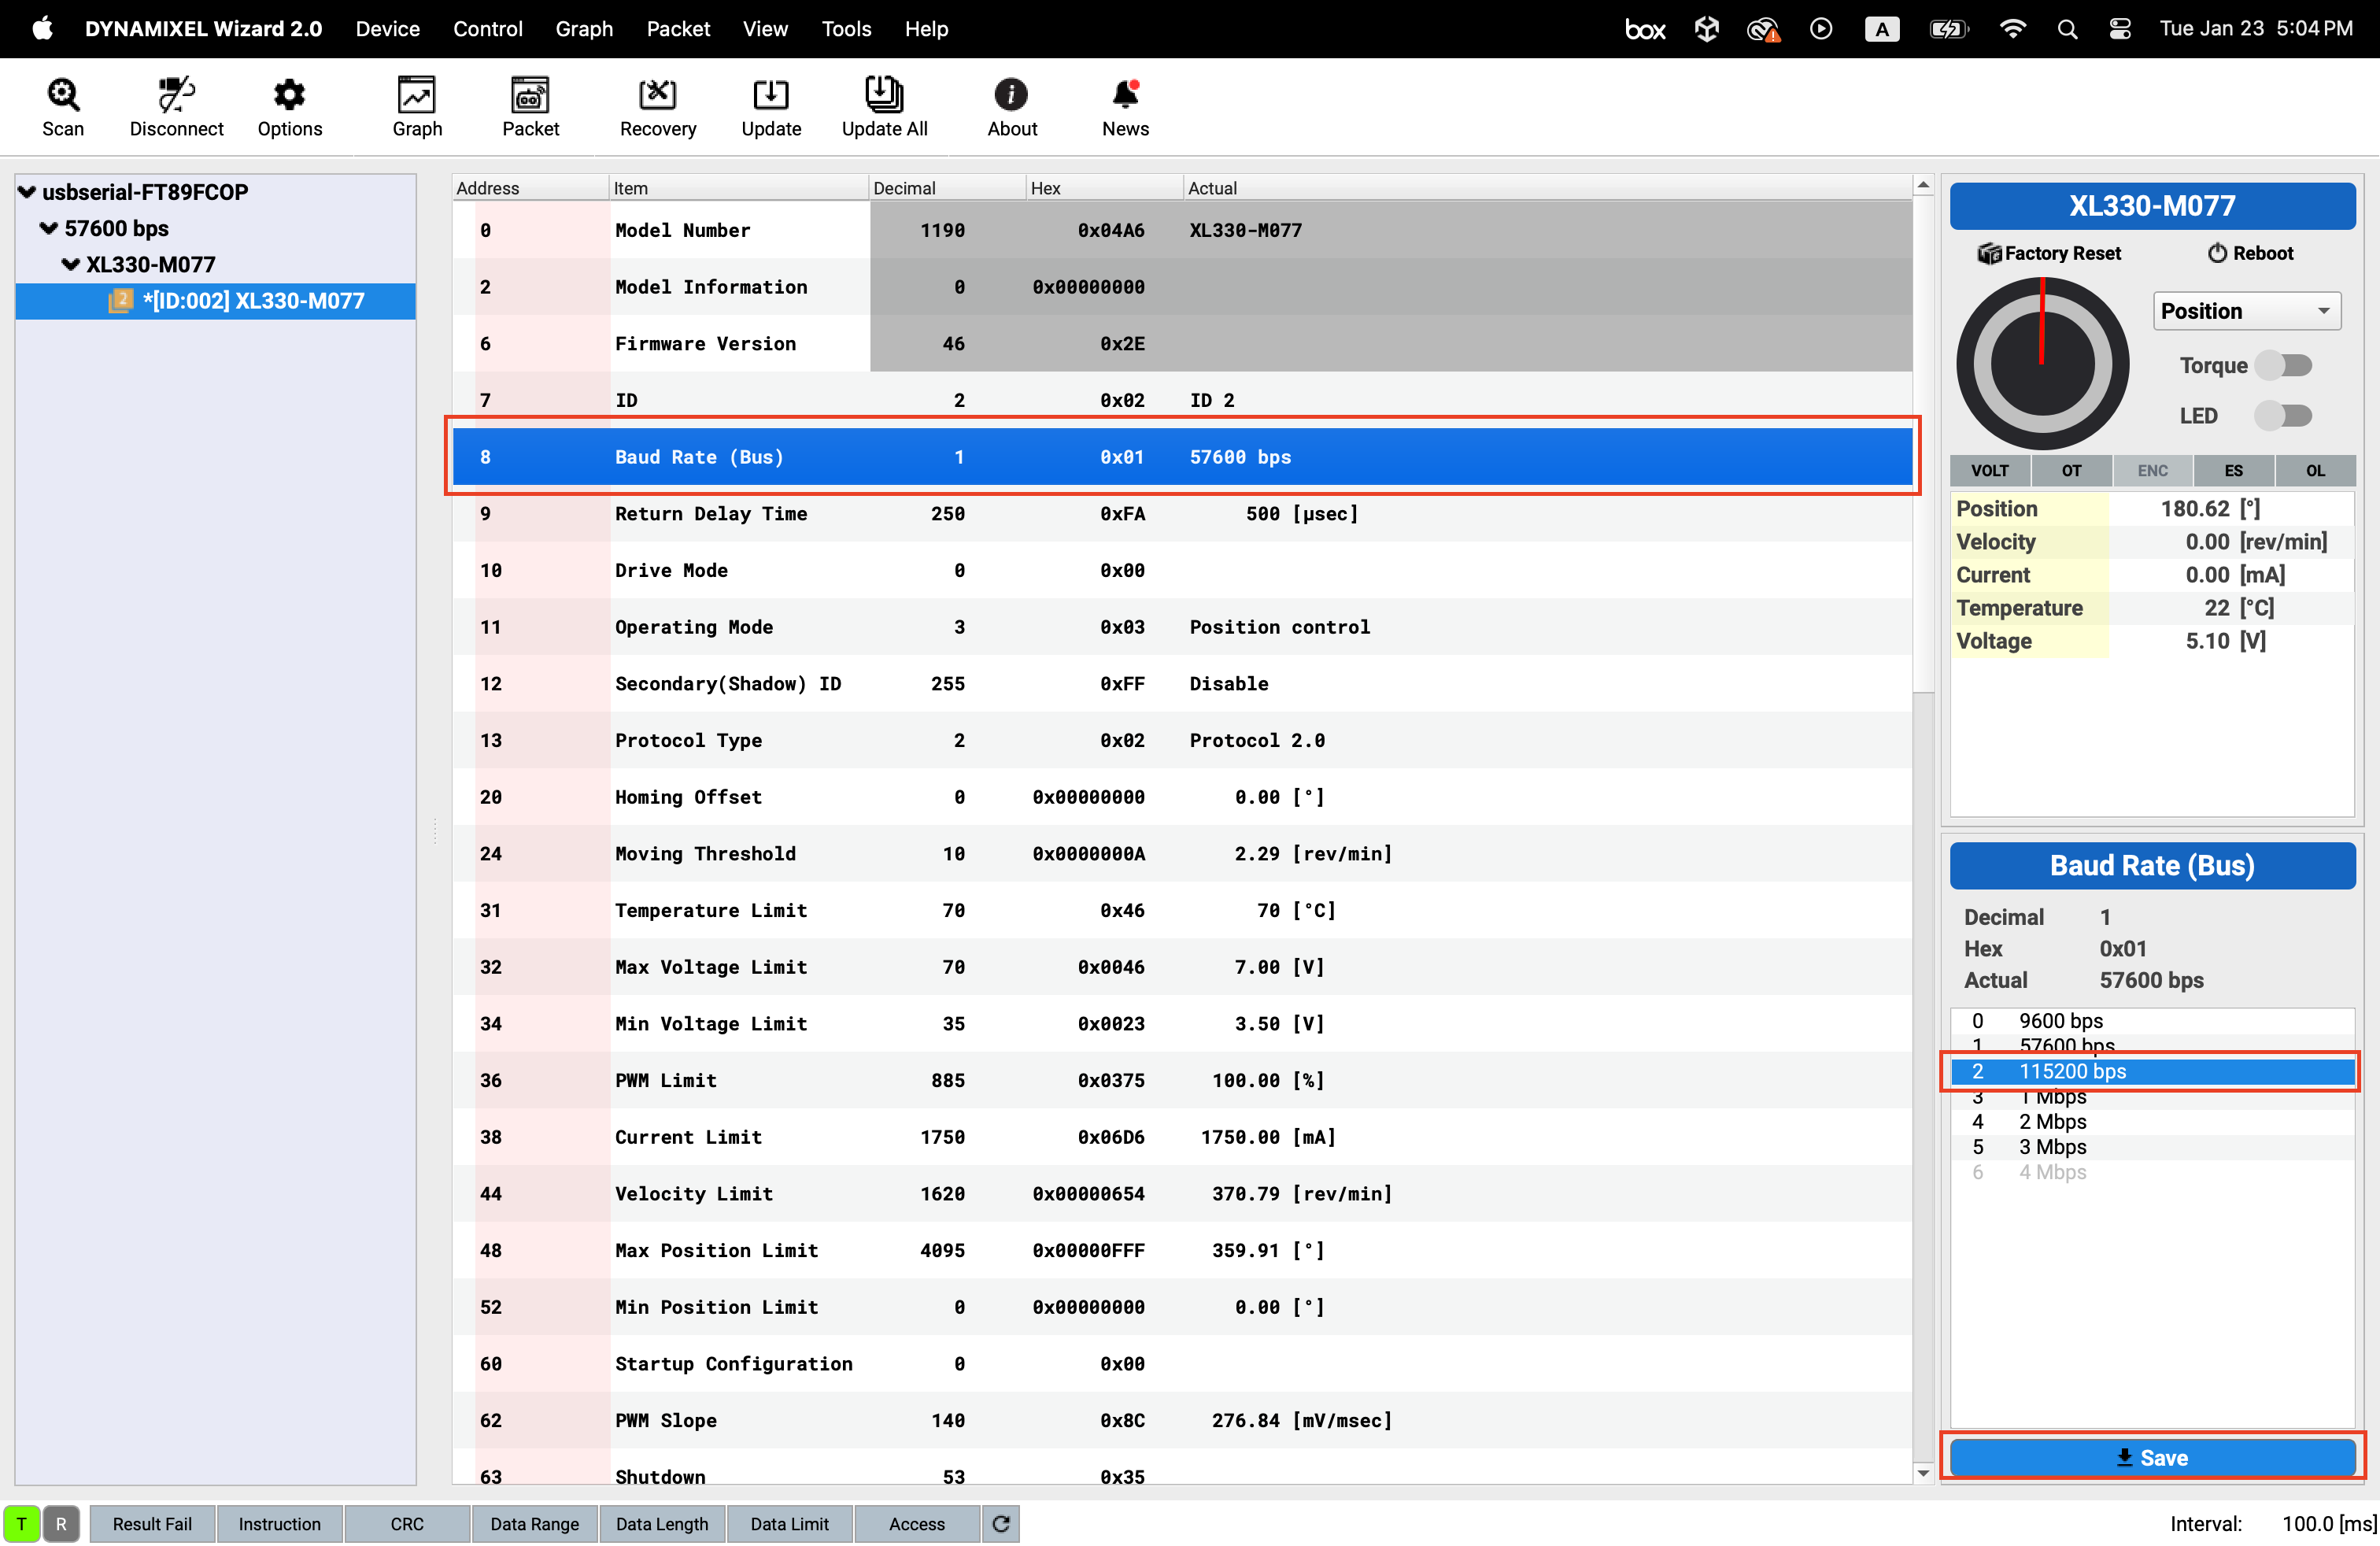 DYNAMIXEL Wizard 2.0 Device Control Graph Packet View Tools Help box A Tue Jan 23 5:04 PM
Scan Disconnect Options Graph Packet Recovery Update Update All About News
usbserial-FT89FCOP
57600 bps
XL330-M077
2 *[ID:002] XL330-M077
Address Item Decimal Hex Actual
0 Model Number 1190 0x04A6 XL330-M077
2 Model Information 0 0x00000000
6 Firmware Version 46 0x2E
7 ID 2 0x02 ID 2
8 Baud Rate (Bus) 1 0x01 57600 bps
9 Return Delay Time 250 0xFA 500 [µsec]
10 Drive Mode 0 0x00
11 Operating Mode 3 0x03 Position control
12 Secondary(Shadow) ID 255 0xFF Disable
13 Protocol Type 2 0x02 Protocol 2.0
20 Homing Offset 0 0x00000000 0.00 [°]
24 Moving Threshold 10 0x0000000A 2.29 [rev/min]
31 Temperature Limit 70 0x46 70 [°C]
32 Max Voltage Limit 70 0x0046 7.00 [V]
34 Min Voltage Limit 35 0x0023 3.50 [V]
36 PWM Limit 885 0x0375 100.00 [%]
38 Current Limit 1750 0x06D6 1750.00 [mA]
44 Velocity Limit 1620 0x00000654 370.79 [rev/min]
48 Max Position Limit 4095 0x00000FFF 359.91 [°]
52 Min Position Limit 0 0x00000000 0.00 [°]
60 Startup Configuration 0 0x00
62 PWM Slope 140 0x8C 276.84 [mV/msec]
63 Shutdown 53 0x35
XL330-M077
Factory Reset Reboot
Position
Torque
LED
VOLT OT ENC ES OL
Position 180.62 [°]
Velocity 0.00 [rev/min]
Current 0.00 [mA]
Temperature 22 [°C]
Voltage 5.10 [V]
Baud Rate (Bus)
Decimal 1
Hex 0x01
Actual 57600 bps
0 9600 bps
1 57600 bps
2 115200 bps
3 1 Mbps
4 2 Mbps
5 3 Mbps
6 4 Mbps
Save
T R Result Fail Instruction CRC Data Range Data Length Data Limit Access Interval: 100.0 [ms]